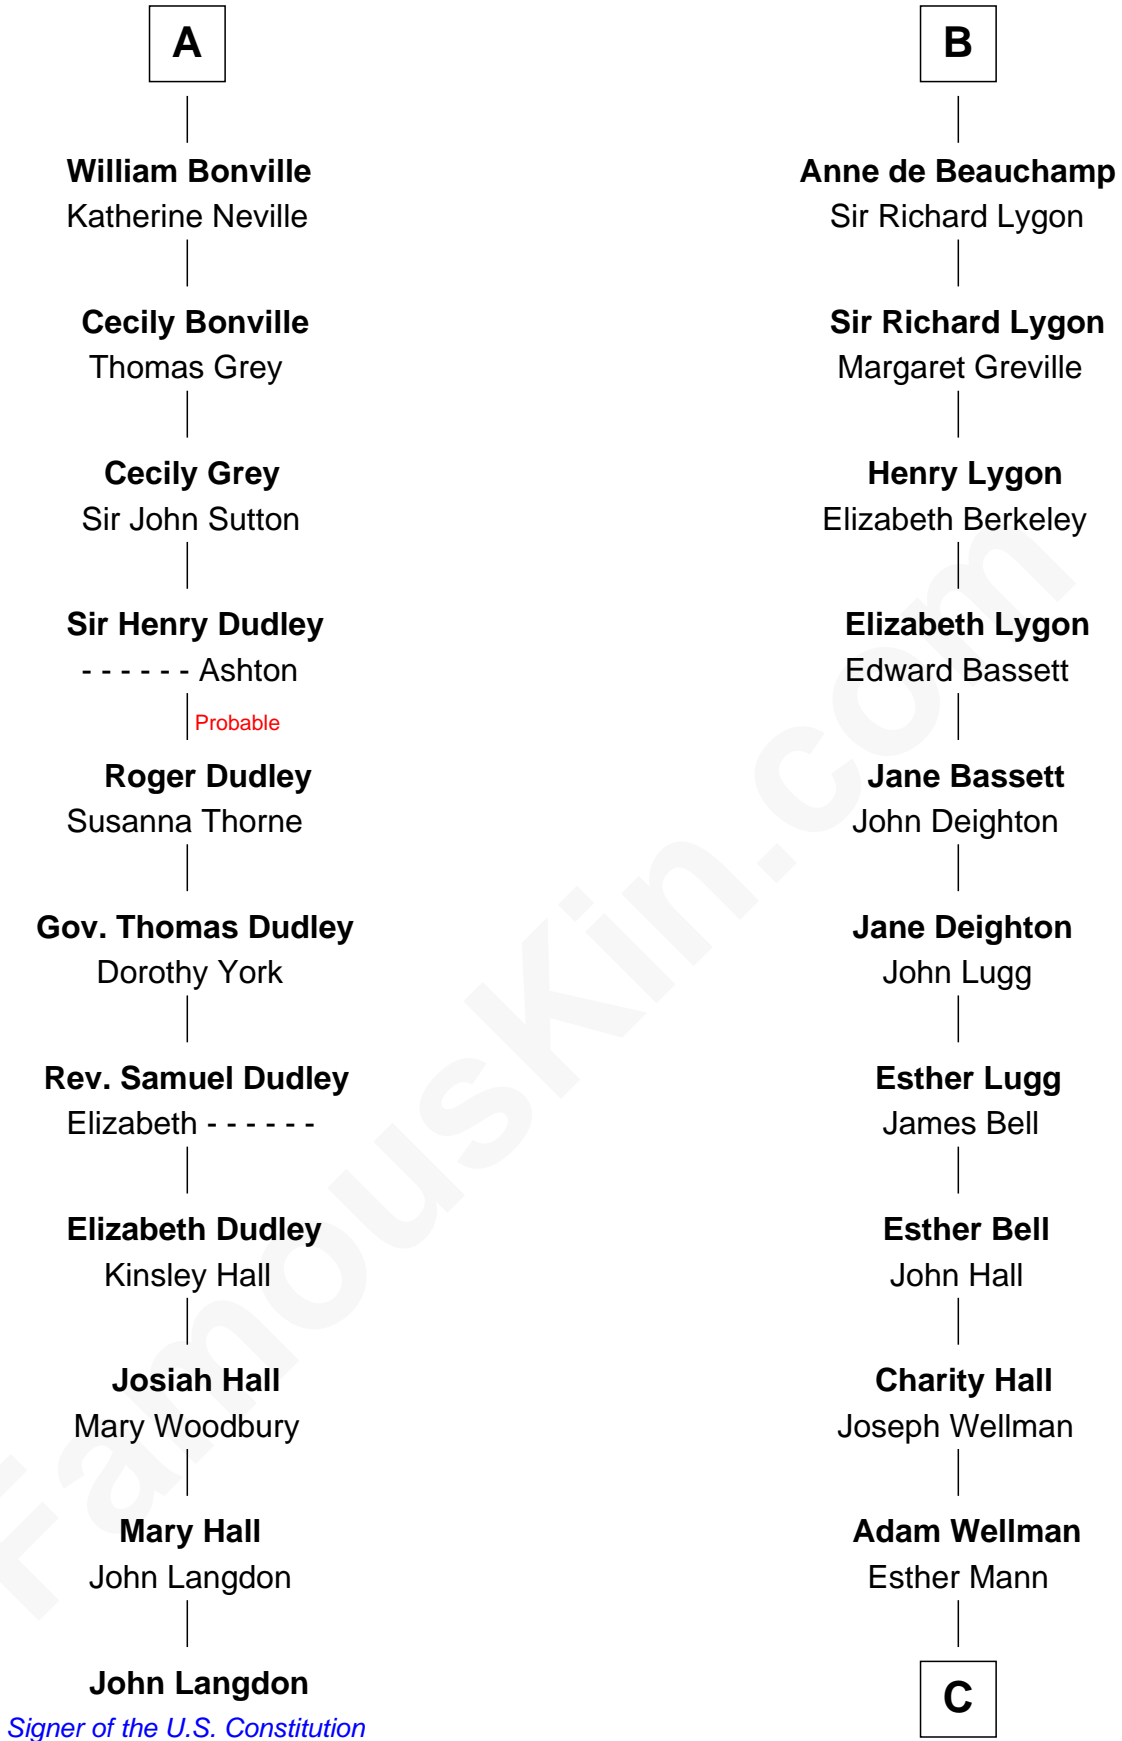 A
William Bonville
Katherine Neville
Cecily Bonville
Thomas Grey
Cecily Grey
Sir John Sutton
Sir Henry Dudley
- - - - - - Ashton
Probable
Roger Dudley
Susanna Thorne
Gov. Thomas Dudley
Dorothy York
Rev. Samuel Dudley
Elizabeth - - - - - -
Elizabeth Dudley
Kinsley Hall
Josiah Hall
Mary Woodbury
Mary Hall
John Langdon
John Langdon
Signer of the U.S. Constitution
B
Anne de Beauchamp
Sir Richard Lygon
Sir Richard Lygon
Margaret Greville
Henry Lygon
Elizabeth Berkeley
Elizabeth Lygon
Edward Bassett
Jane Bassett
John Deighton
Jane Deighton
John Lugg
Esther Lugg
James Bell
Esther Bell
John Hall
Charity Hall
Joseph Wellman
Adam Wellman
Esther Mann
C
FamousKin.com